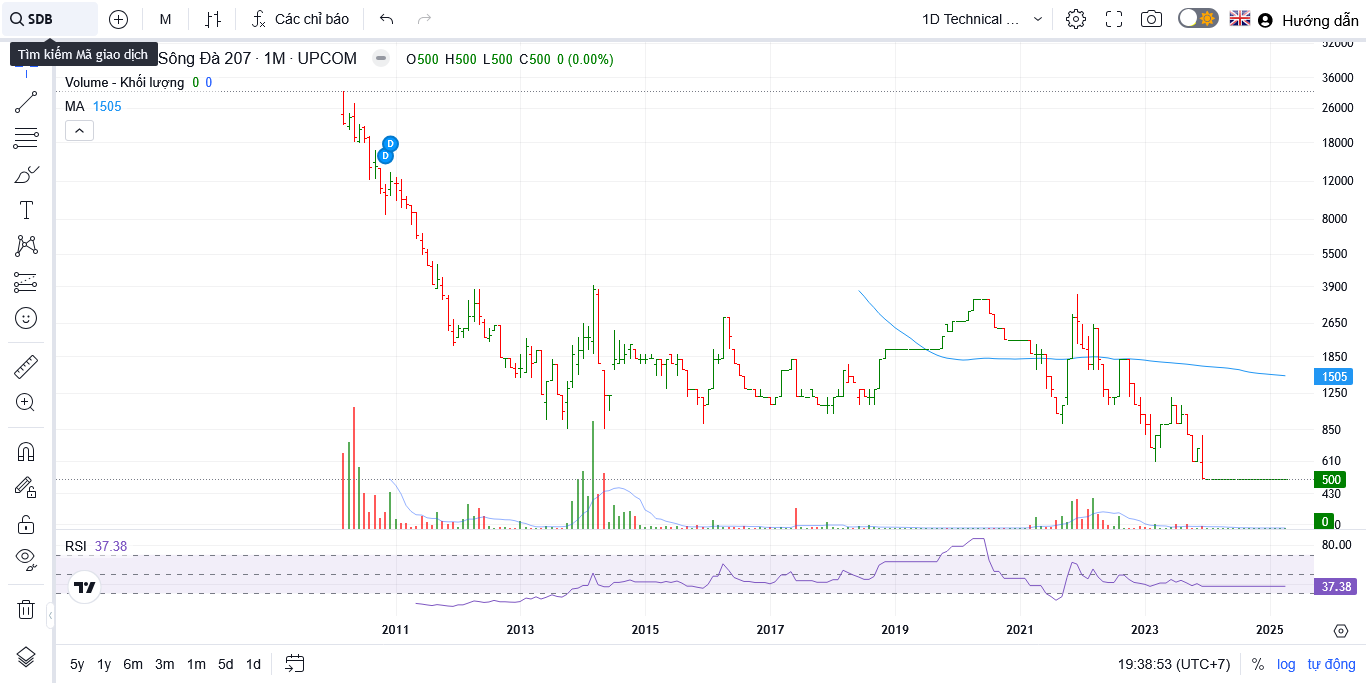 SDB
M
Các chỉ báo
1D Technical ...
Hướng dẫn
Tìm kiếm Mã giao dịch
Sông Đà 207 · 1M · UPCOM
O500 H500 L500 C500 0 (0.00%)
Volume - Khối lượng 0 0
MA 1505
D
D
52000
36000
26000
18000
12000
8000
5500
3900
2650
1850
1505
1250
850
610
500
430
0 0
RSI 37.38
80.00
37.38
2011 2013 2015 2017 2019 2021 2023 2025
5y 1y 6m 3m 1m 5d 1d
19:38:53 (UTC+7) % log tự động